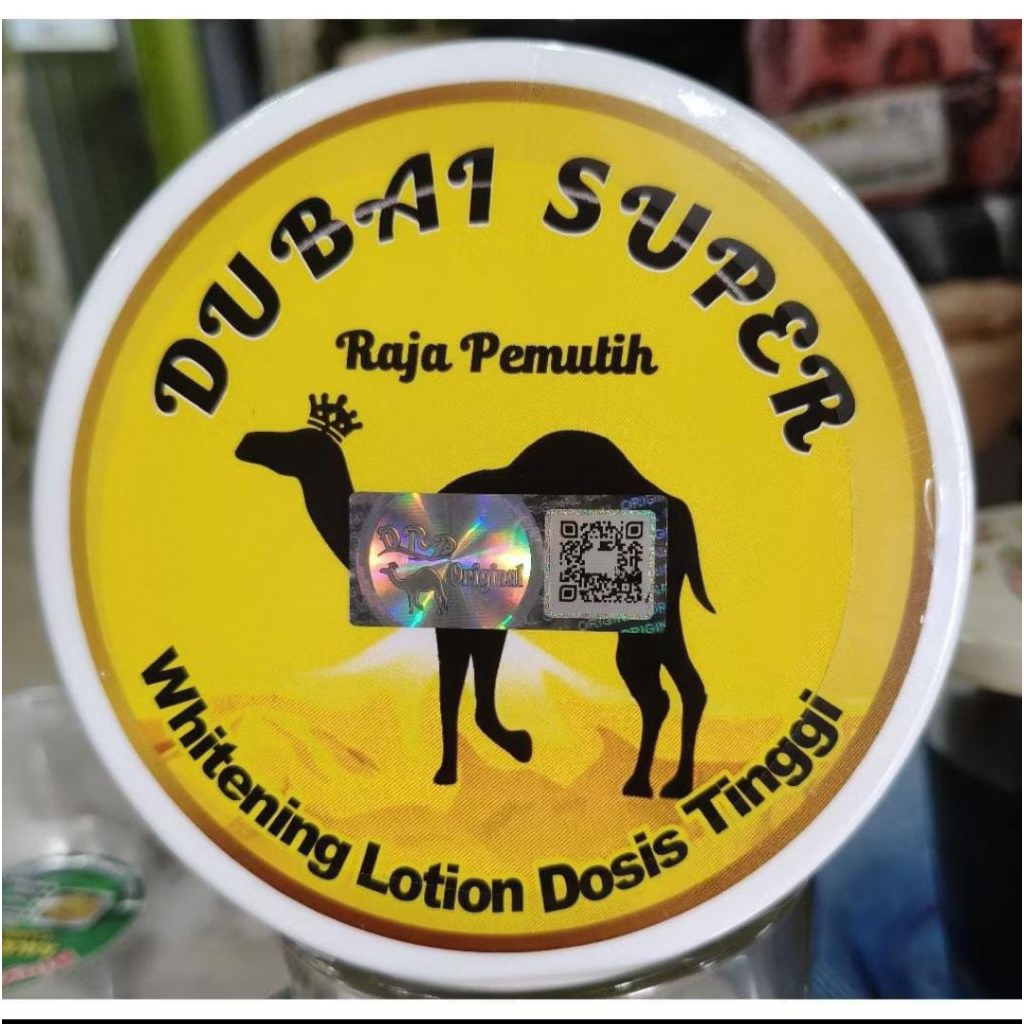 DUBAI SUPER
Raja Pemutih
Original
Whitening Lotion Dosis Tinggi